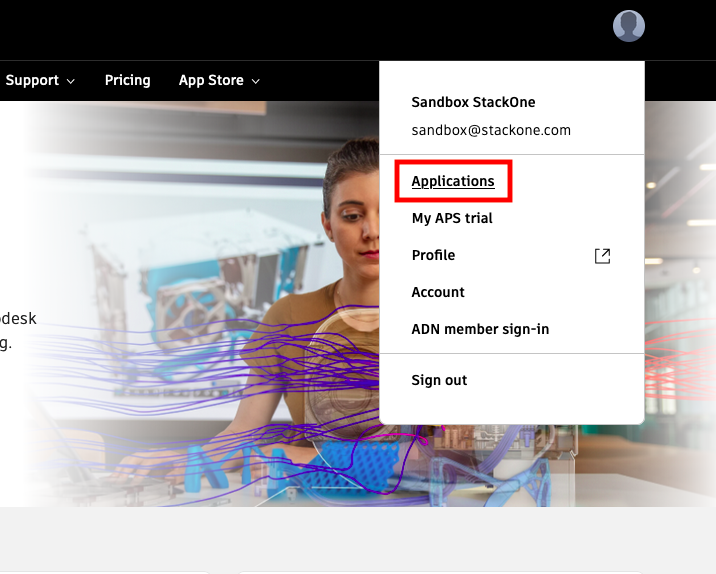 Support
Pricing
App Store
Sandbox StackOne
sandbox@stackone.com
Applications
My APS trial
Profile
Account
ADN member sign-in
Sign out
odesk
g.